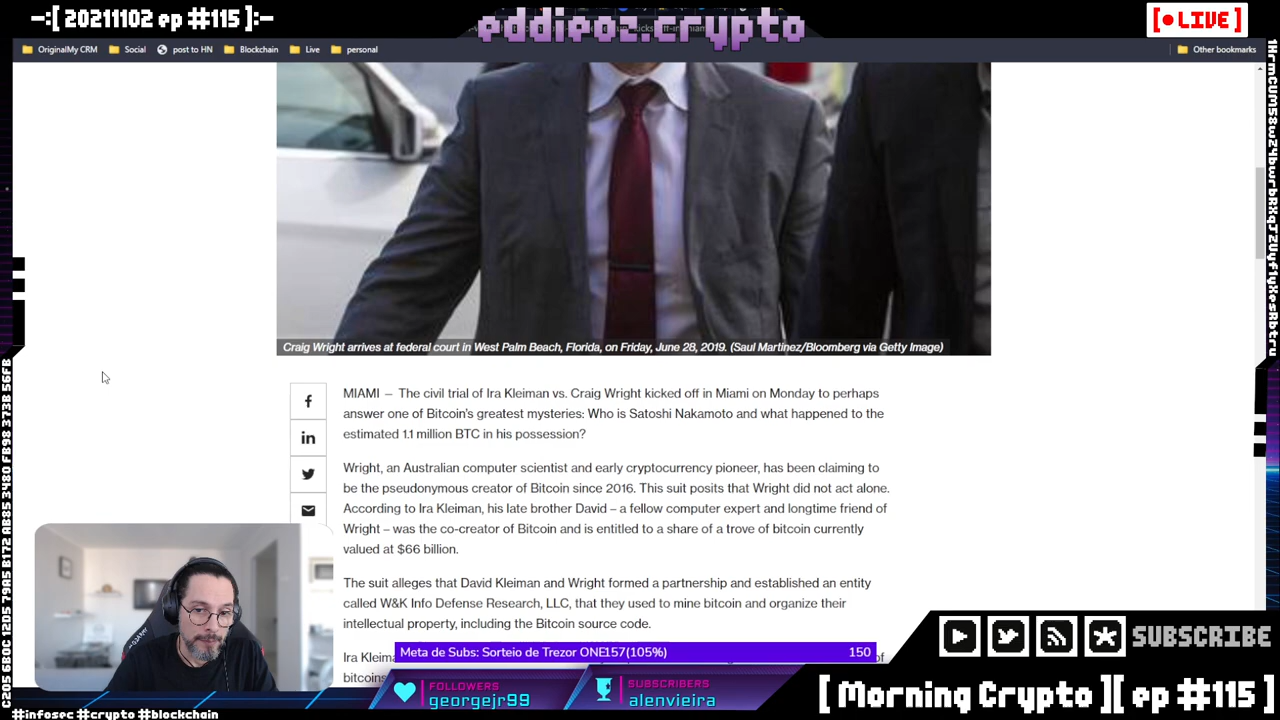 -:[ 20211102 ep #115 ]:-
eddieoz.crypto
[ ● LIVE ]
OriginalMy CRM
Social
post to HN
Blockchain
Live
personal
Other bookmarks
Craig Wright arrives at federal court in West Palm Beach, Florida, on Friday, June 28, 2019. (Saul Martinez/Bloomberg via Getty Image)
MIAMI — The civil trial of Ira Kleiman vs. Craig Wright kicked off in Miami on Monday to perhaps
answer one of Bitcoin's greatest mysteries: Who is Satoshi Nakamoto and what happened to the
estimated 1.1 million BTC in his possession?
Wright, an Australian computer scientist and early cryptocurrency pioneer, has been claiming to
be the pseudonymous creator of Bitcoin since 2016. This suit posits that Wright did not act alone.
According to Ira Kleiman, his late brother David – a fellow computer expert and longtime friend of
Wright – was the co-creator of Bitcoin and is entitled to a share of a trove of bitcoin currently
valued at $66 billion.
The suit alleges that David Kleiman and Wright formed a partnership and established an entity
called W&K Info Defense Research, LLC, that they used to mine bitcoin and organize their
intellectual property, including the Bitcoin source code.
Ira Kleima
of
bitcoins
Meta de Subs: Sorteio de Trezor ONE157(105%)
150
FOLLOWERS
georgejr99
SUBSCRIBERS
alenvieira
SUBSCRIBE
[ Morning Crypto ][ ep #115 ]
#infosec #crypto #blockchain